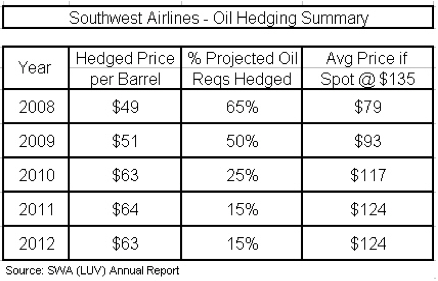 Southwest Airlines - Oil Hedging Summary
Year Hedged Price per Barrel % Projected Oil Reqs Hedged Avg Price if Spot @ $135
2008 $49 65% $79
2009 $51 50% $93
2010 $63 25% $117
2011 $64 15% $124
2012 $63 15% $124
Source: SWA (LUV) Annual Report